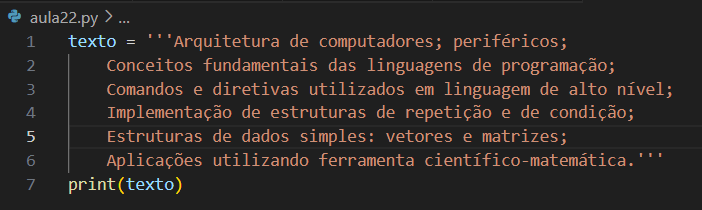 aula22.py > ...
1 texto = '''Arquitetura de computadores; periféricos;
2     Conceitos fundamentais das linguagens de programação;
3     Comandos e diretivas utilizados em linguagem de alto nível;
4     Implementação de estruturas de repetição e de condição;
5     Estruturas de dados simples: vetores e matrizes;
6     Aplicações utilizando ferramenta científico-matemática.'''
7 print(texto)